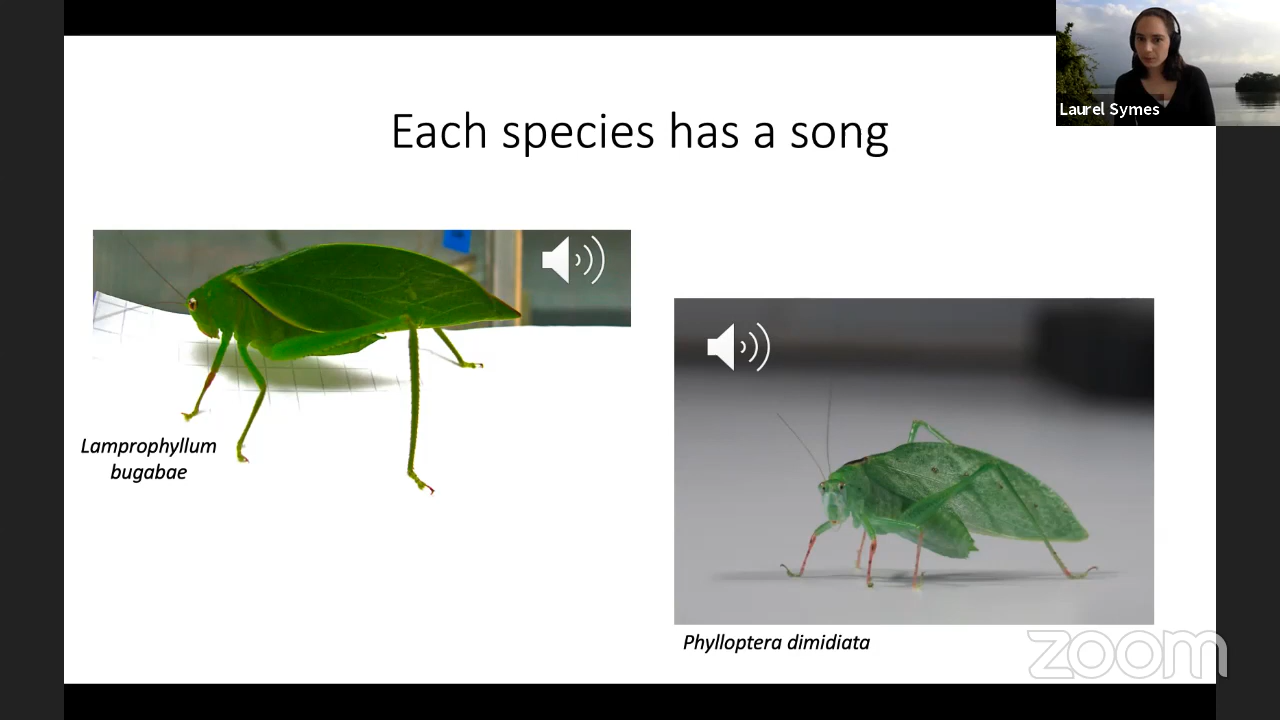 Laurel Symes
Each species has a song
Lamprophyllum
bugabae
Phylloptera dimidiata
zoom